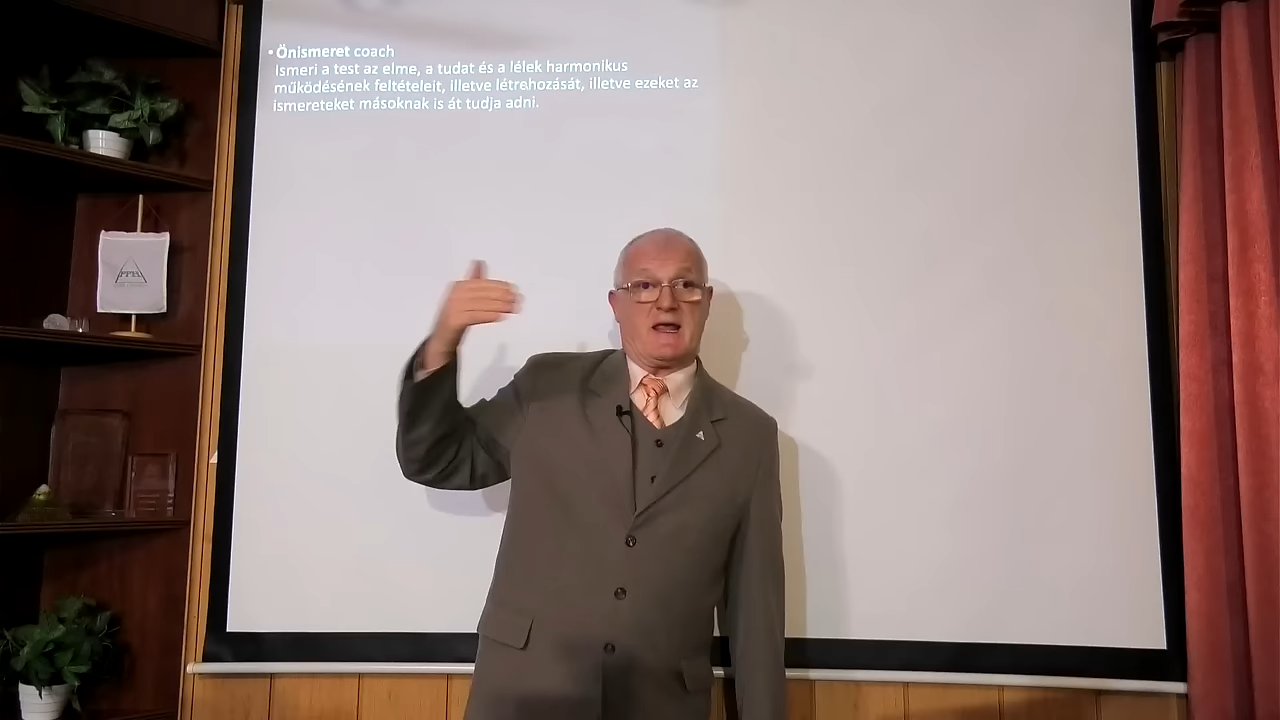 • Önismeret coach
Ismeri a test az elme, a tudat és a lélek harmonikus
működésének feltételeit, illetve létrehozását, illetve ezeket az
ismereteket másoknak is át tudja adni.